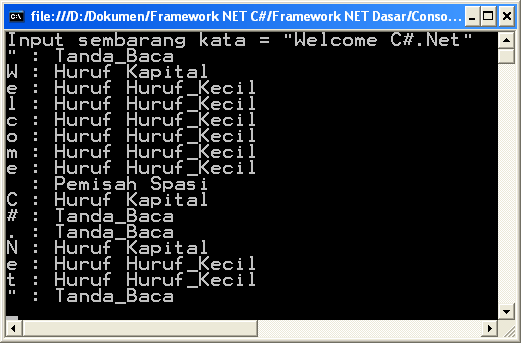 file:///D:/Dokumen/Framework NET C#/Framework NET Dasar/Conso...
Input sembarang kata = "Welcome C#.Net"
" : Tanda_Baca
W : Huruf Kapital
e : Huruf Huruf_Kecil
l : Huruf Huruf_Kecil
c : Huruf Huruf_Kecil
o : Huruf Huruf_Kecil
m : Huruf Huruf_Kecil
e : Huruf Huruf_Kecil
  : Pemisah Spasi
C : Huruf Kapital
# : Tanda_Baca
. : Tanda_Baca
N : Huruf Kapital
e : Huruf Huruf_Kecil
t : Huruf Huruf_Kecil
" : Tanda_Baca